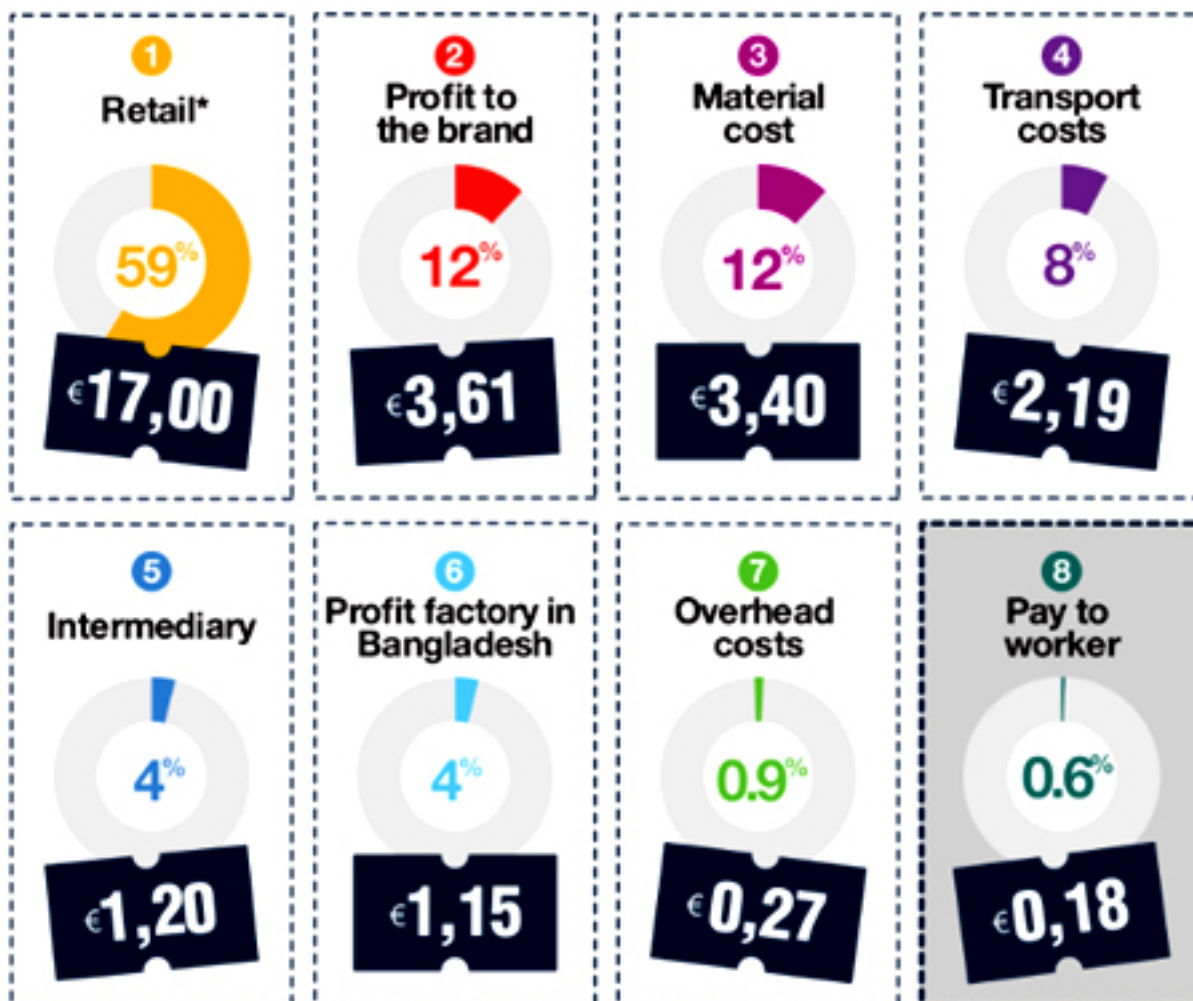 1
Retail*
59%
€17,00
2
Profit to
the brand
12%
€3,61
3
Material
cost
12%
€3,40
4
Transport
costs
8%
€2,19
5
Intermediary
4%
€1,20
6
Profit factory in
Bangladesh
4%
€1,15
7
Overhead
costs
0.9%
€0,27
8
Pay to
worker
0.6%
€0,18